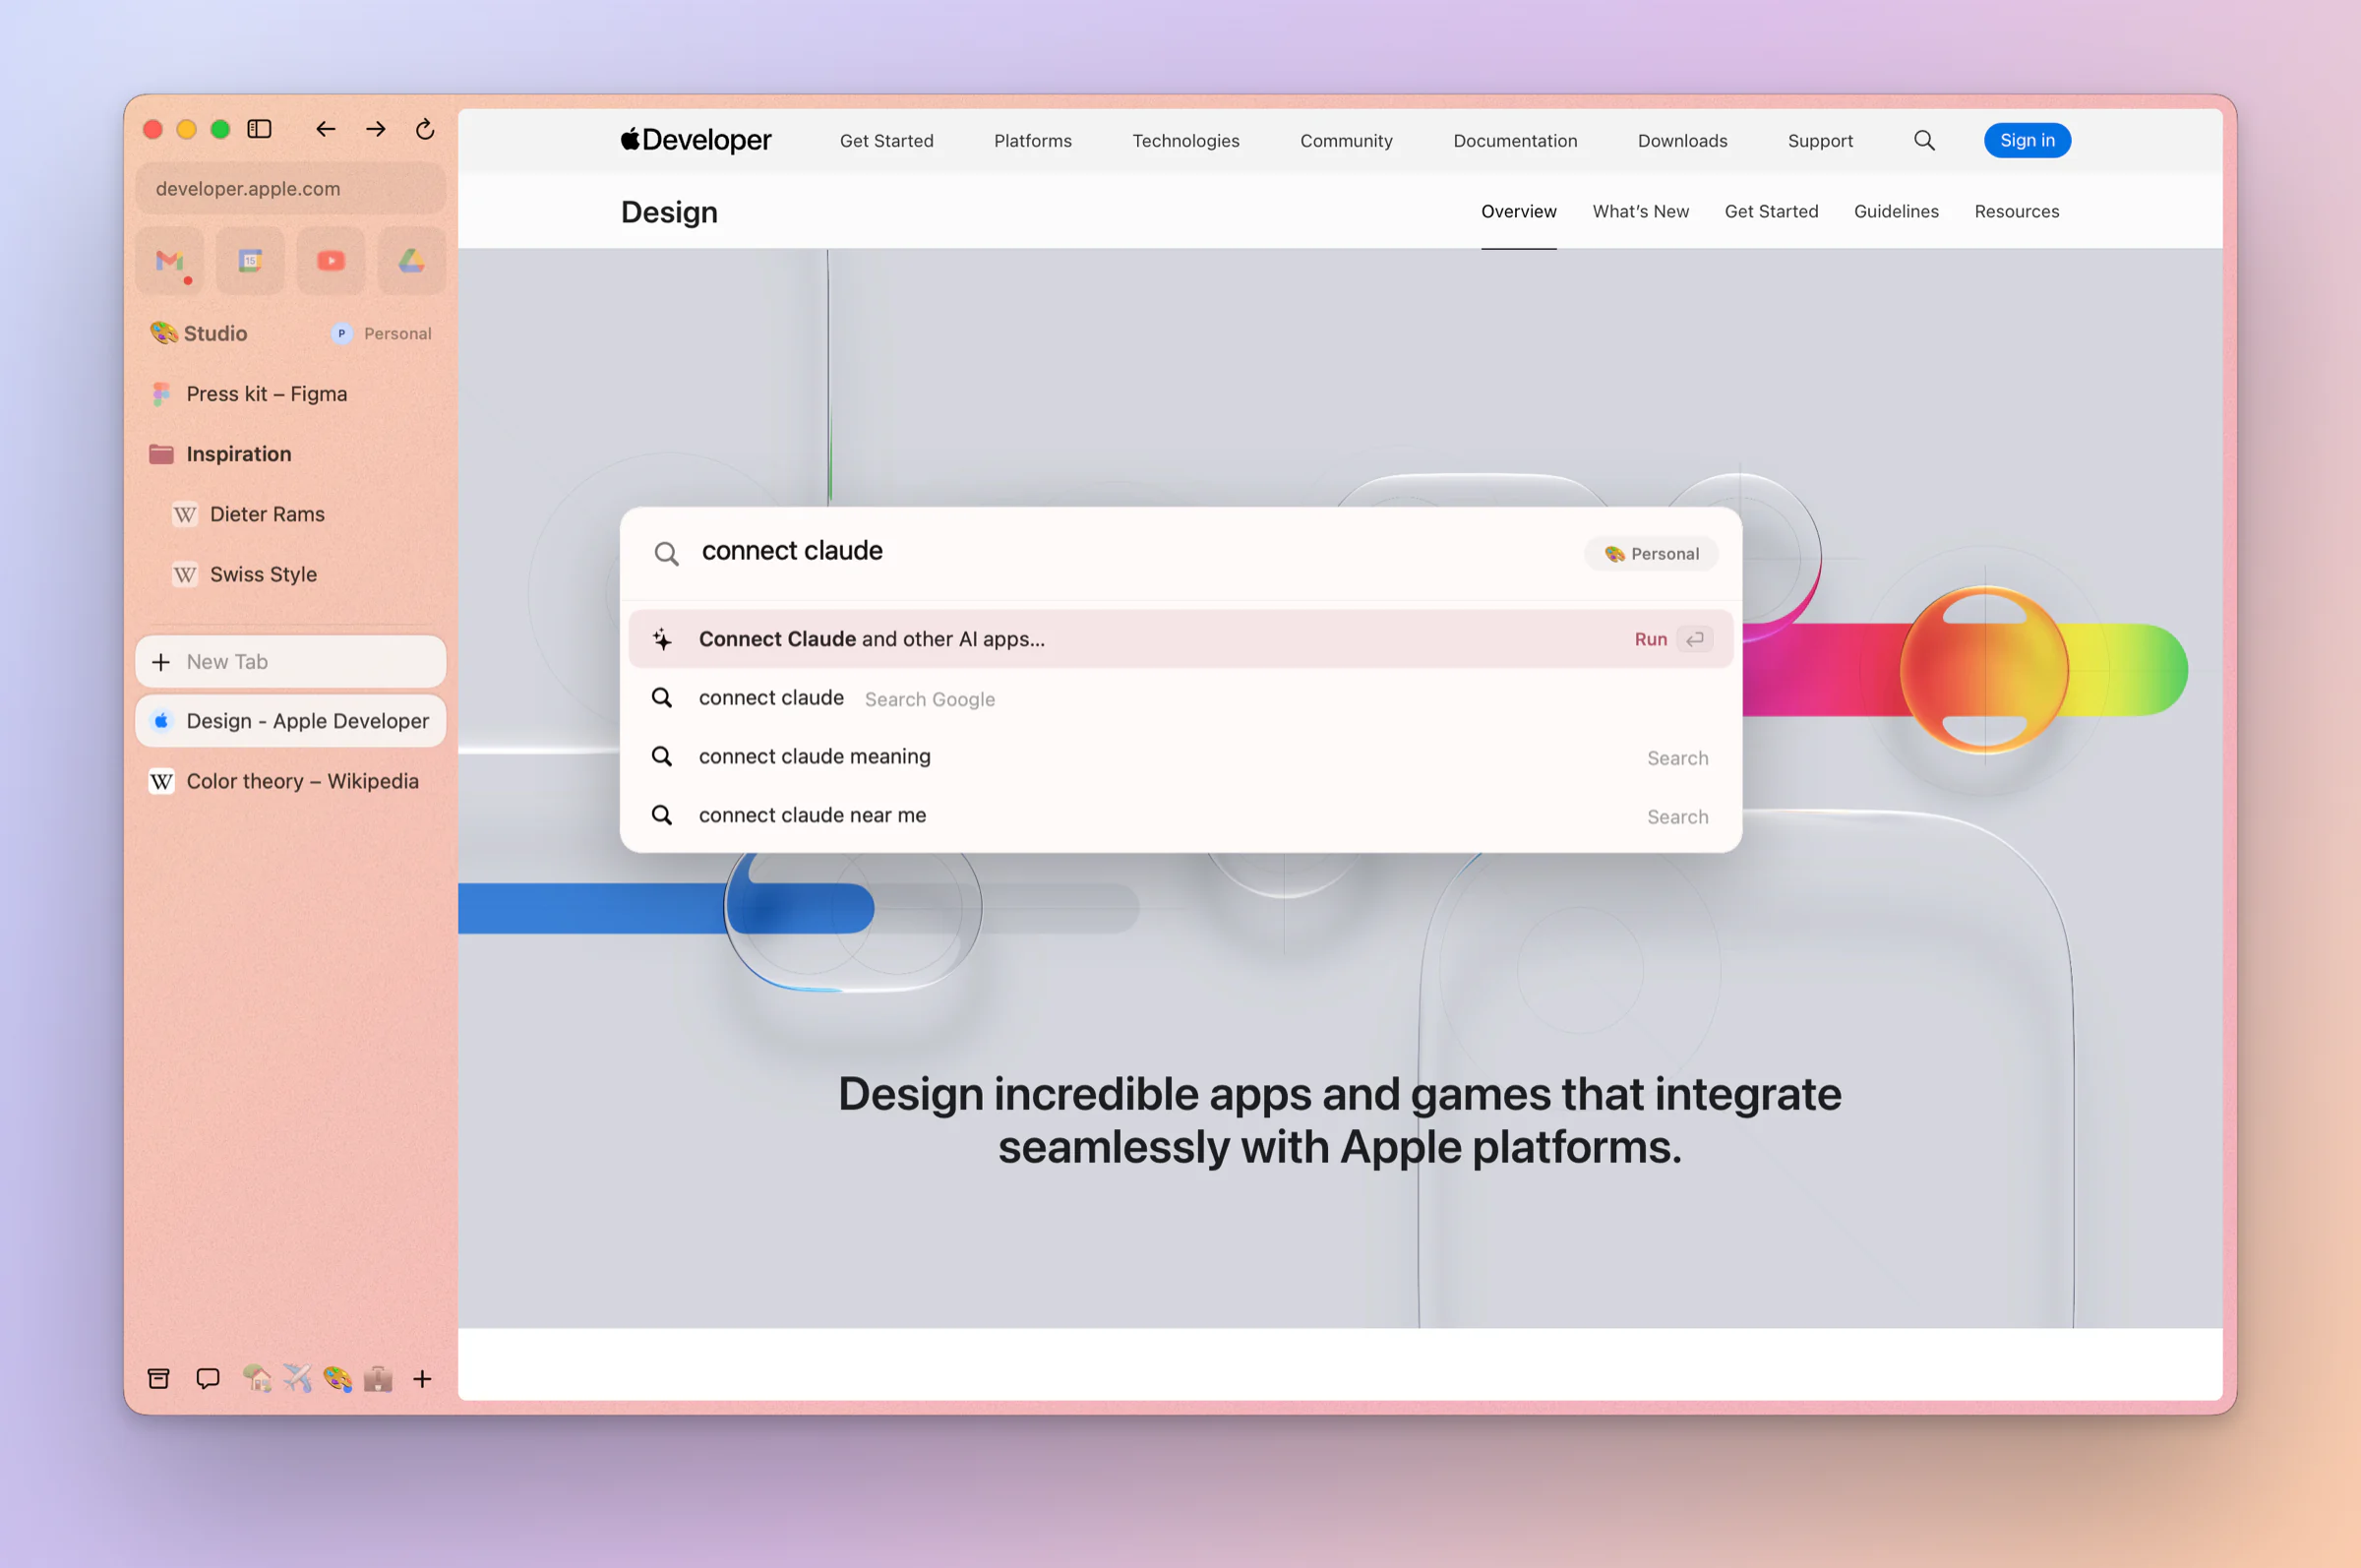 developer.apple.com
15
Studio
P Personal
Press kit – Figma
Inspiration
W Dieter Rams
W Swiss Style
New Tab
Design - Apple Developer
W Color theory – Wikipedia
Developer Get Started Platforms Technologies Community Documentation Downloads Support Sign in
Design Overview What’s New Get Started Guidelines Resources
connect claude Personal
Connect Claude and other AI apps... Run
connect claude Search Google
connect claude meaning Search
connect claude near me Search
Design incredible apps and games that integrate
seamlessly with Apple platforms.